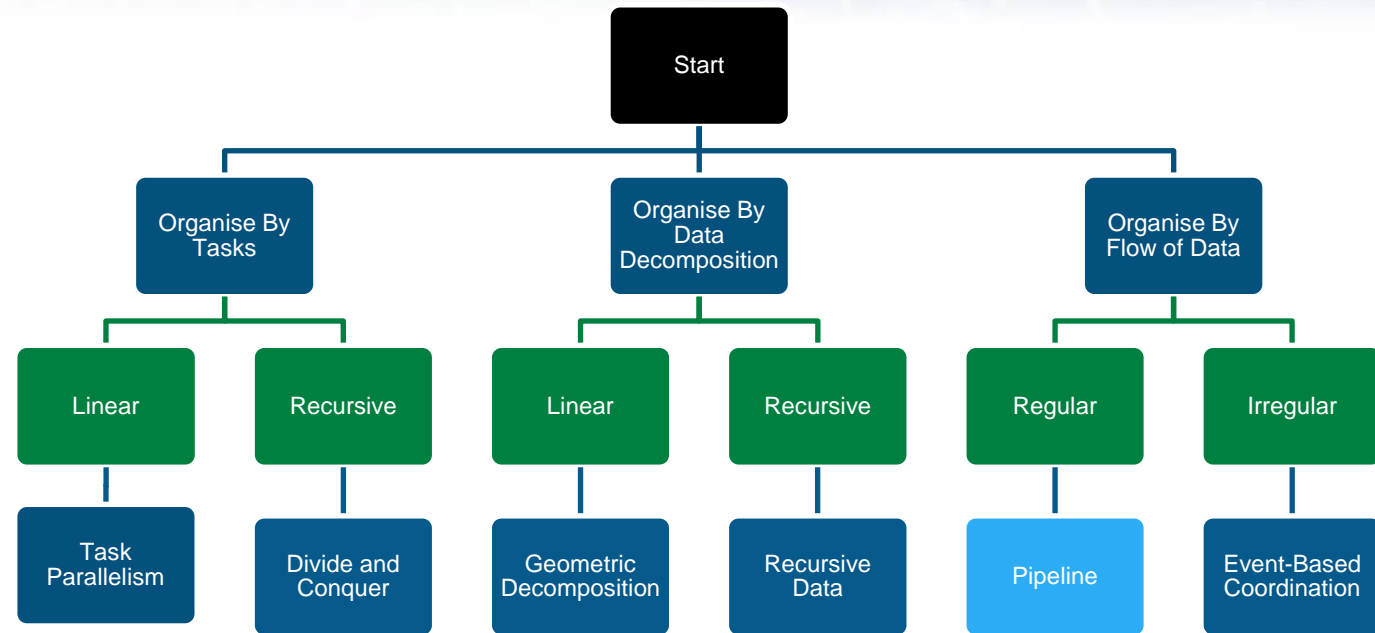 Start
Organise By
Tasks
Organise By
Data
Decomposition
Organise By
Flow of Data
Linear
Recursive
Linear
Recursive
Regular
Irregular
Task
Parallelism
Divide and
Conquer
Geometric
Decomposition
Recursive
Data
Pipeline
Event-Based
Coordination